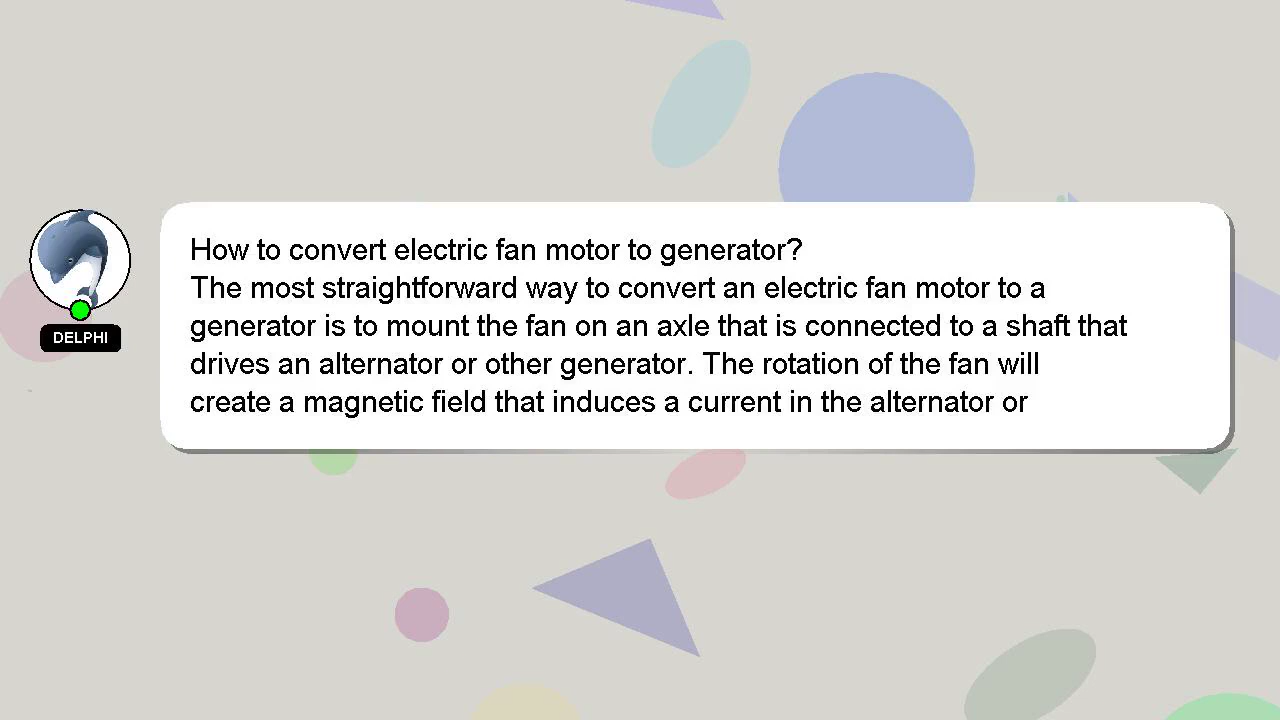 How to convert electric fan motor to generator?
The most straightforward way to convert an electric fan motor to a
generator is to mount the fan on an axle that is connected to a shaft that
drives an alternator or other generator. The rotation of the fan will
create a magnetic field that induces a current in the alternator or
DELPHI